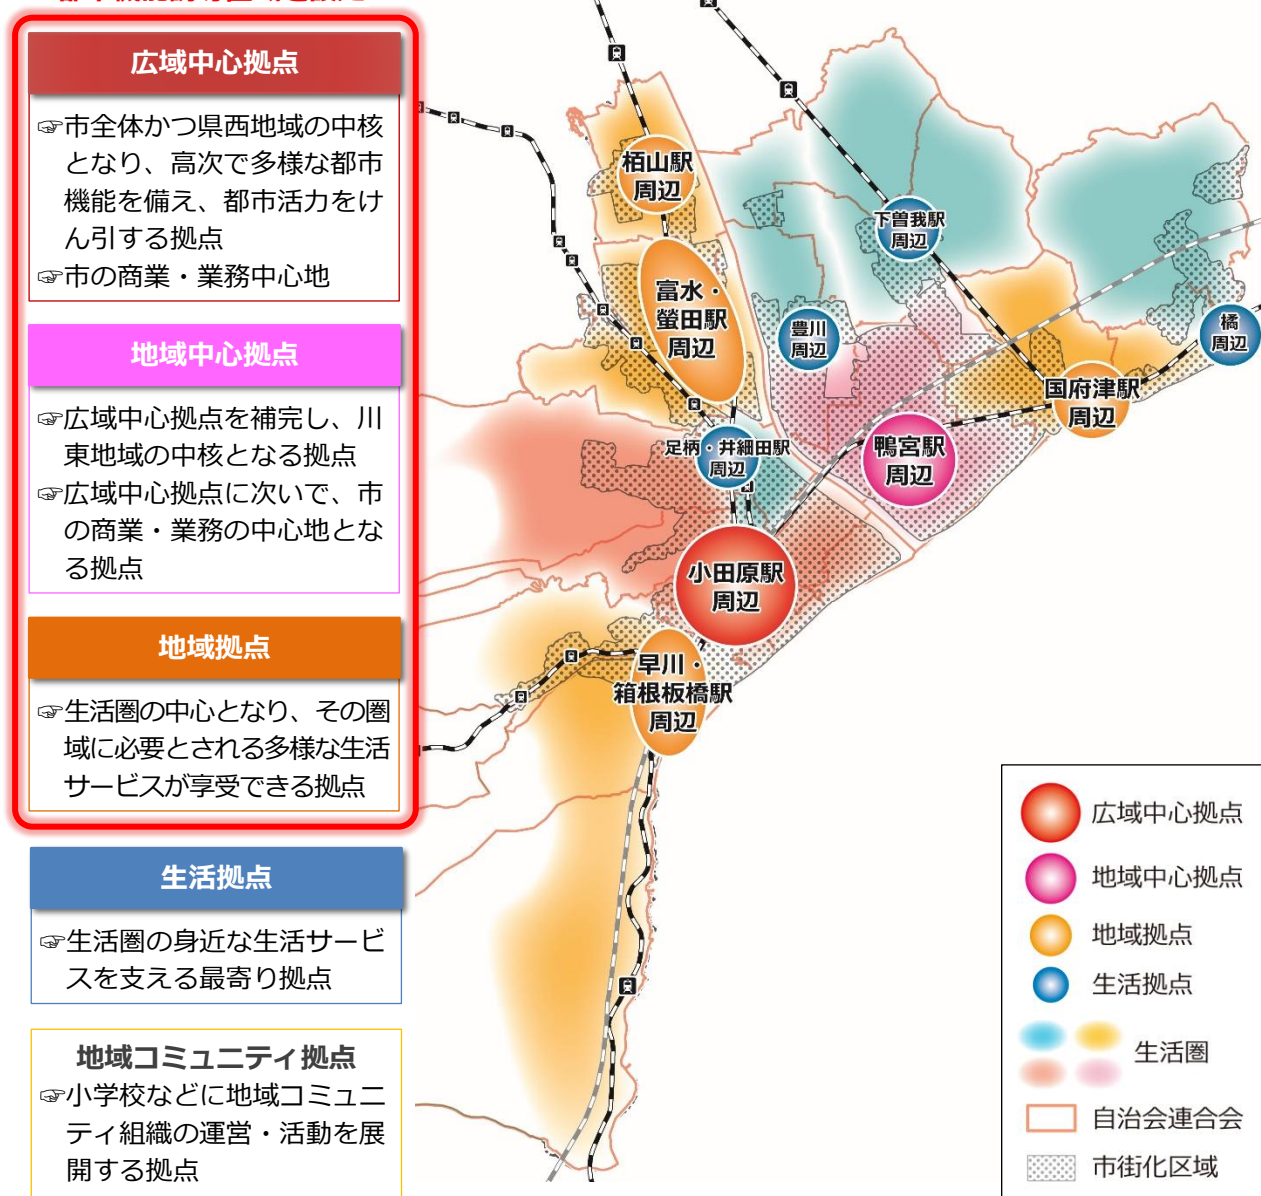 広域中心拠点
☞市全体かつ県西地域の中核
となり、高次で多様な都市
機能を備え、都市活力をけ
ん引する拠点
☞市の商業・業務中心地
地域中心拠点
☞広域中心拠点を補完し、川
東地域の中核となる拠点
☞広域中心拠点に次いで、市
の商業・業務の中心地とな
る拠点
地域拠点
☞生活圏の中心となり、その圏
域に必要とされる多様な生活
サービスが享受できる拠点
生活拠点
☞生活圏の身近な生活サービ
スを支える最寄り拠点
地域コミュニティ拠点
☞小学校などに地域コミュニ
ティ組織の運営・活動を展
開する拠点
栢山駅
周辺
富水・
螢田駅
周辺
豊川
周辺
下曽我駅
周辺
橘
周辺
国府津駅
周辺
鴨宮駅
周辺
足柄・井細田駅
周辺
小田原駅
周辺
早川・
箱根板橋駅
周辺
広域中心拠点
地域中心拠点
地域拠点
生活拠点
生活圏
自治会連合会
市街化区域